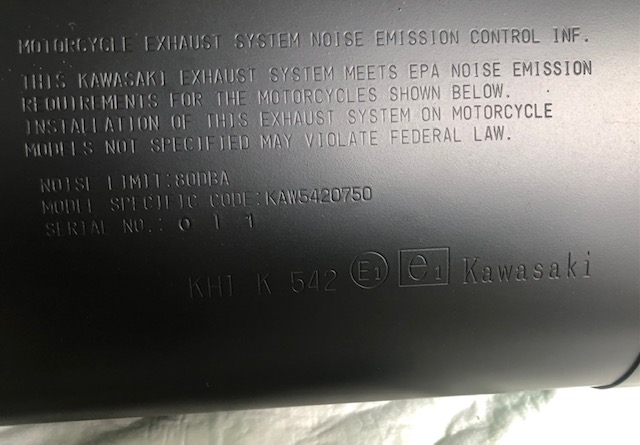 MOTORCYCLE EXHAUST SYSTEM NOISE EMISSION CONTROL INF.
THIS KAWASAKI EXHAUST SYSTEM MEETS EPA NOISE EMISSION
REQUIREMENTS FOR THE MOTORCYCLES SHOWN BELOW.
INSTALLATION OF THIS EXHAUST SYSTEM ON MOTORCYCLE
MODELS NOT SPECIFIED MAY VIOLATE FEDERAL LAW.
NOISE LIMIT:80DBA
MODEL SPECIFIC CODE:KAW5420750
SERIAL NO.: 0 1 1
KHI K 542 E1 e1 Kawasaki